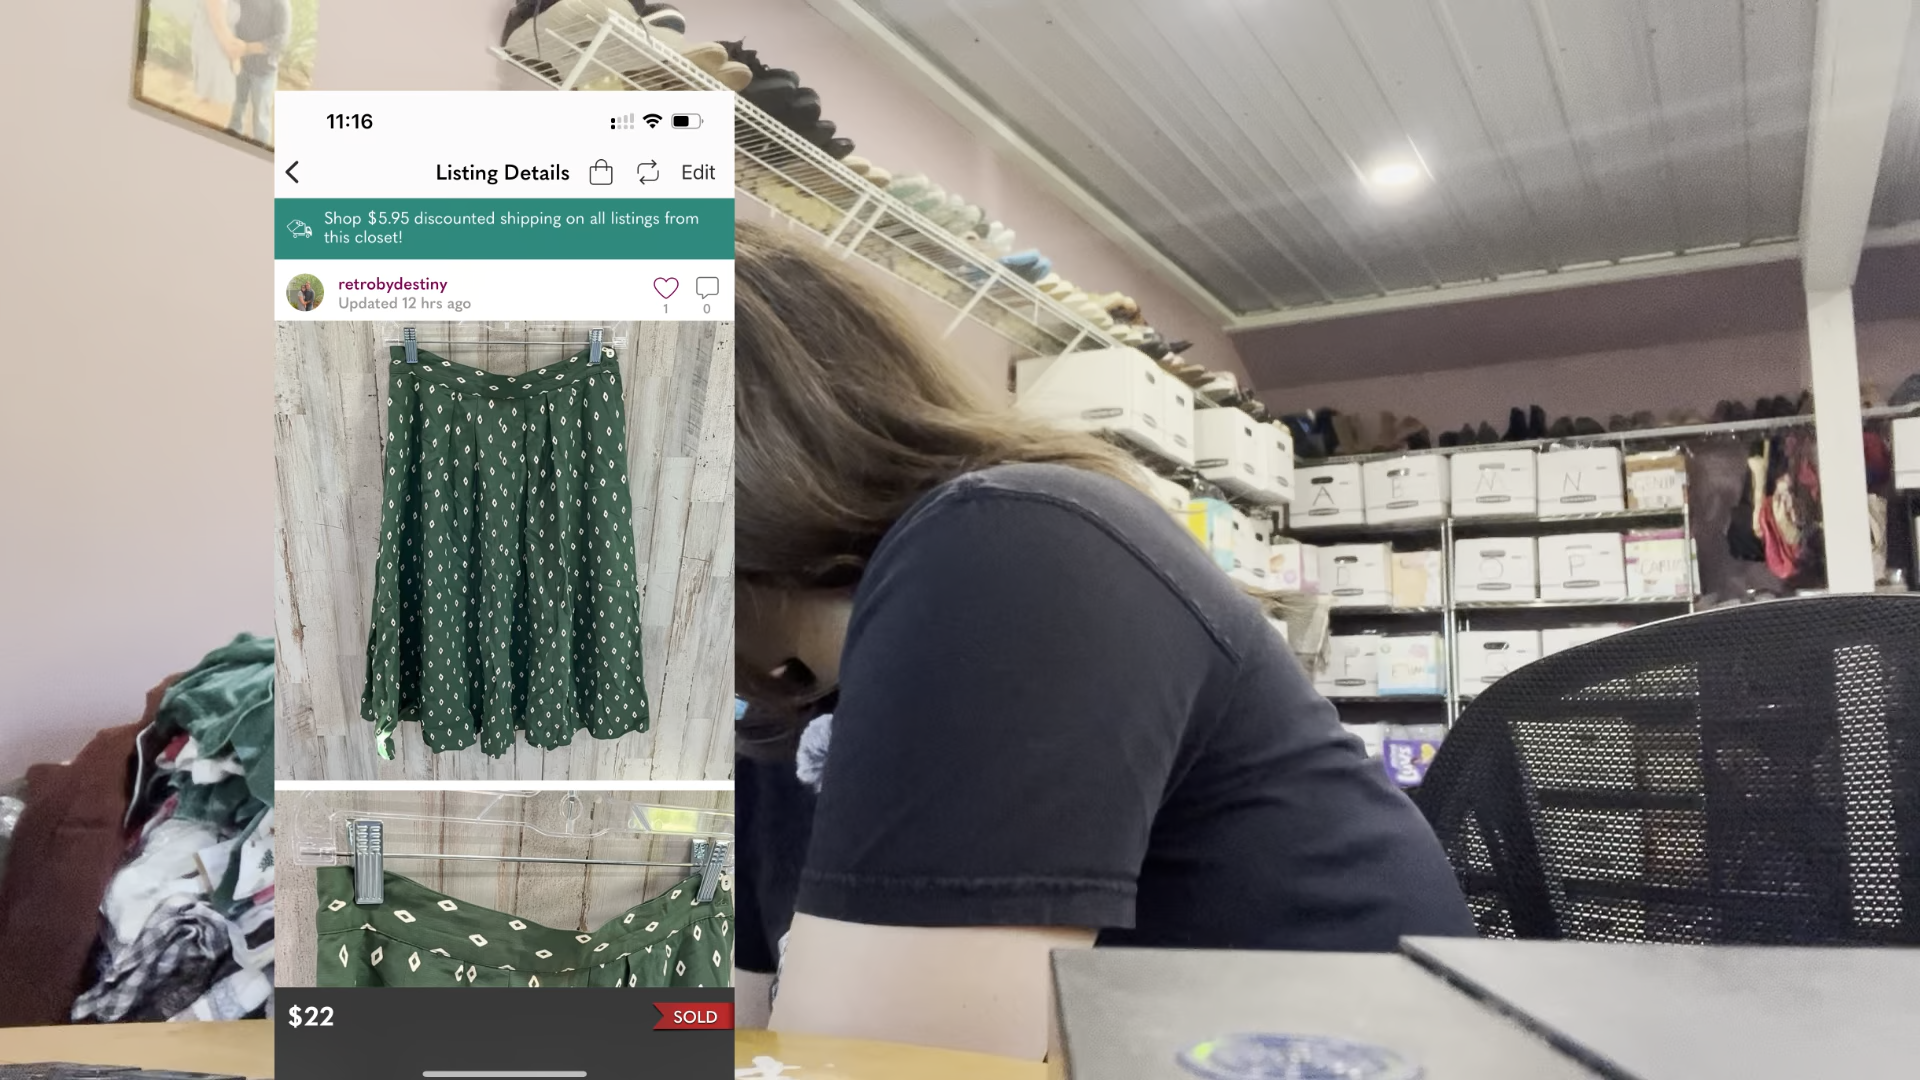 11:16
Listing Details
Edit
Shop $5.95 discounted shipping on all listings from
this closet!
retrobydestiny
Updated 12 hrs ago
1
0
$22
SOLD
A
M
N
P
LUVS